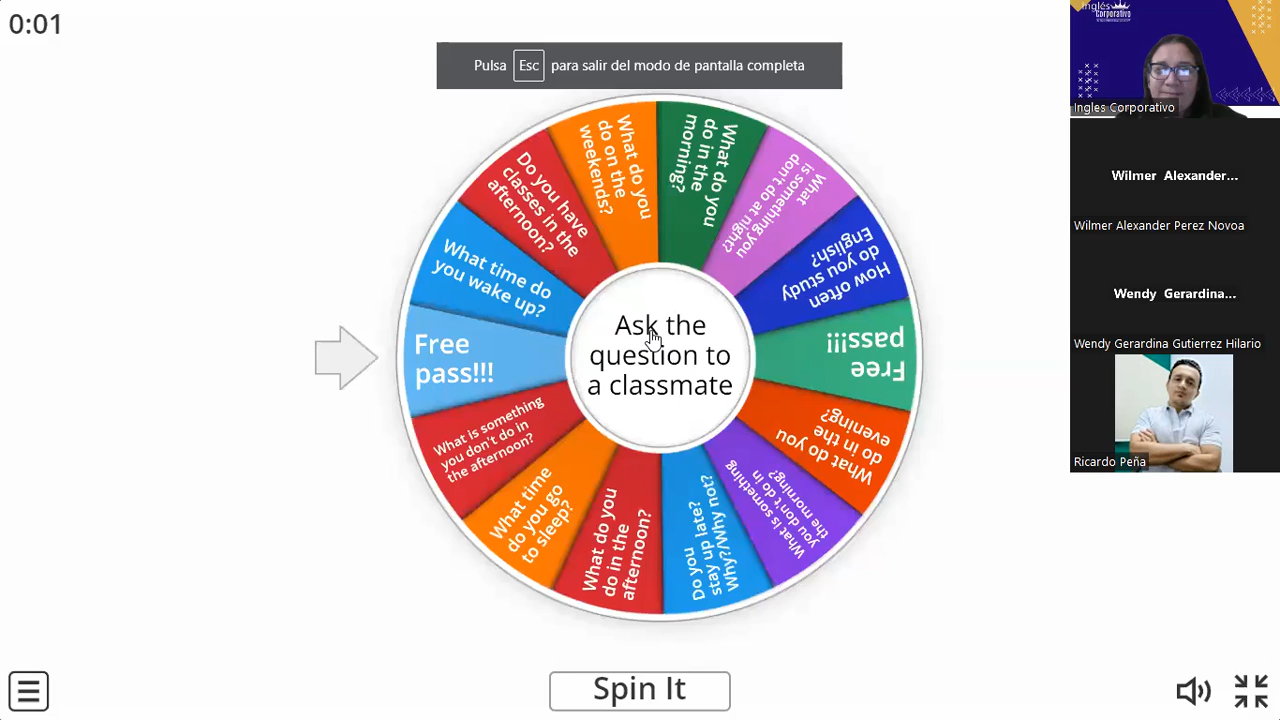 0:01
Pulsa Esc para salir del modo de pantalla completa
What do you
do on the
weekends?
What do you
do in the
morning?
What
is something you
don't do at night?
How often
do you study
English?
Free
pass!!!
What do you
do in the
evening?
What is something
you don't do in
the morning?
Do you
stay up late?
Why?/Why not?
What do you
do in the
afternoon?
What time
do you go
to sleep?
What is something
you don't do in
the afternoon?
Free
pass!!!
What time do
you wake up?
Do you have
classes in the
afternoon?
Ask the
question to
a classmate
Spin It
Inglés
Corporativo
Ingles Corporativo
Wilmer Alexander...
Wilmer Alexander Perez Novoa
Wendy Gerardina...
Wendy Gerardina Gutierrez Hilario
Ricardo Peña